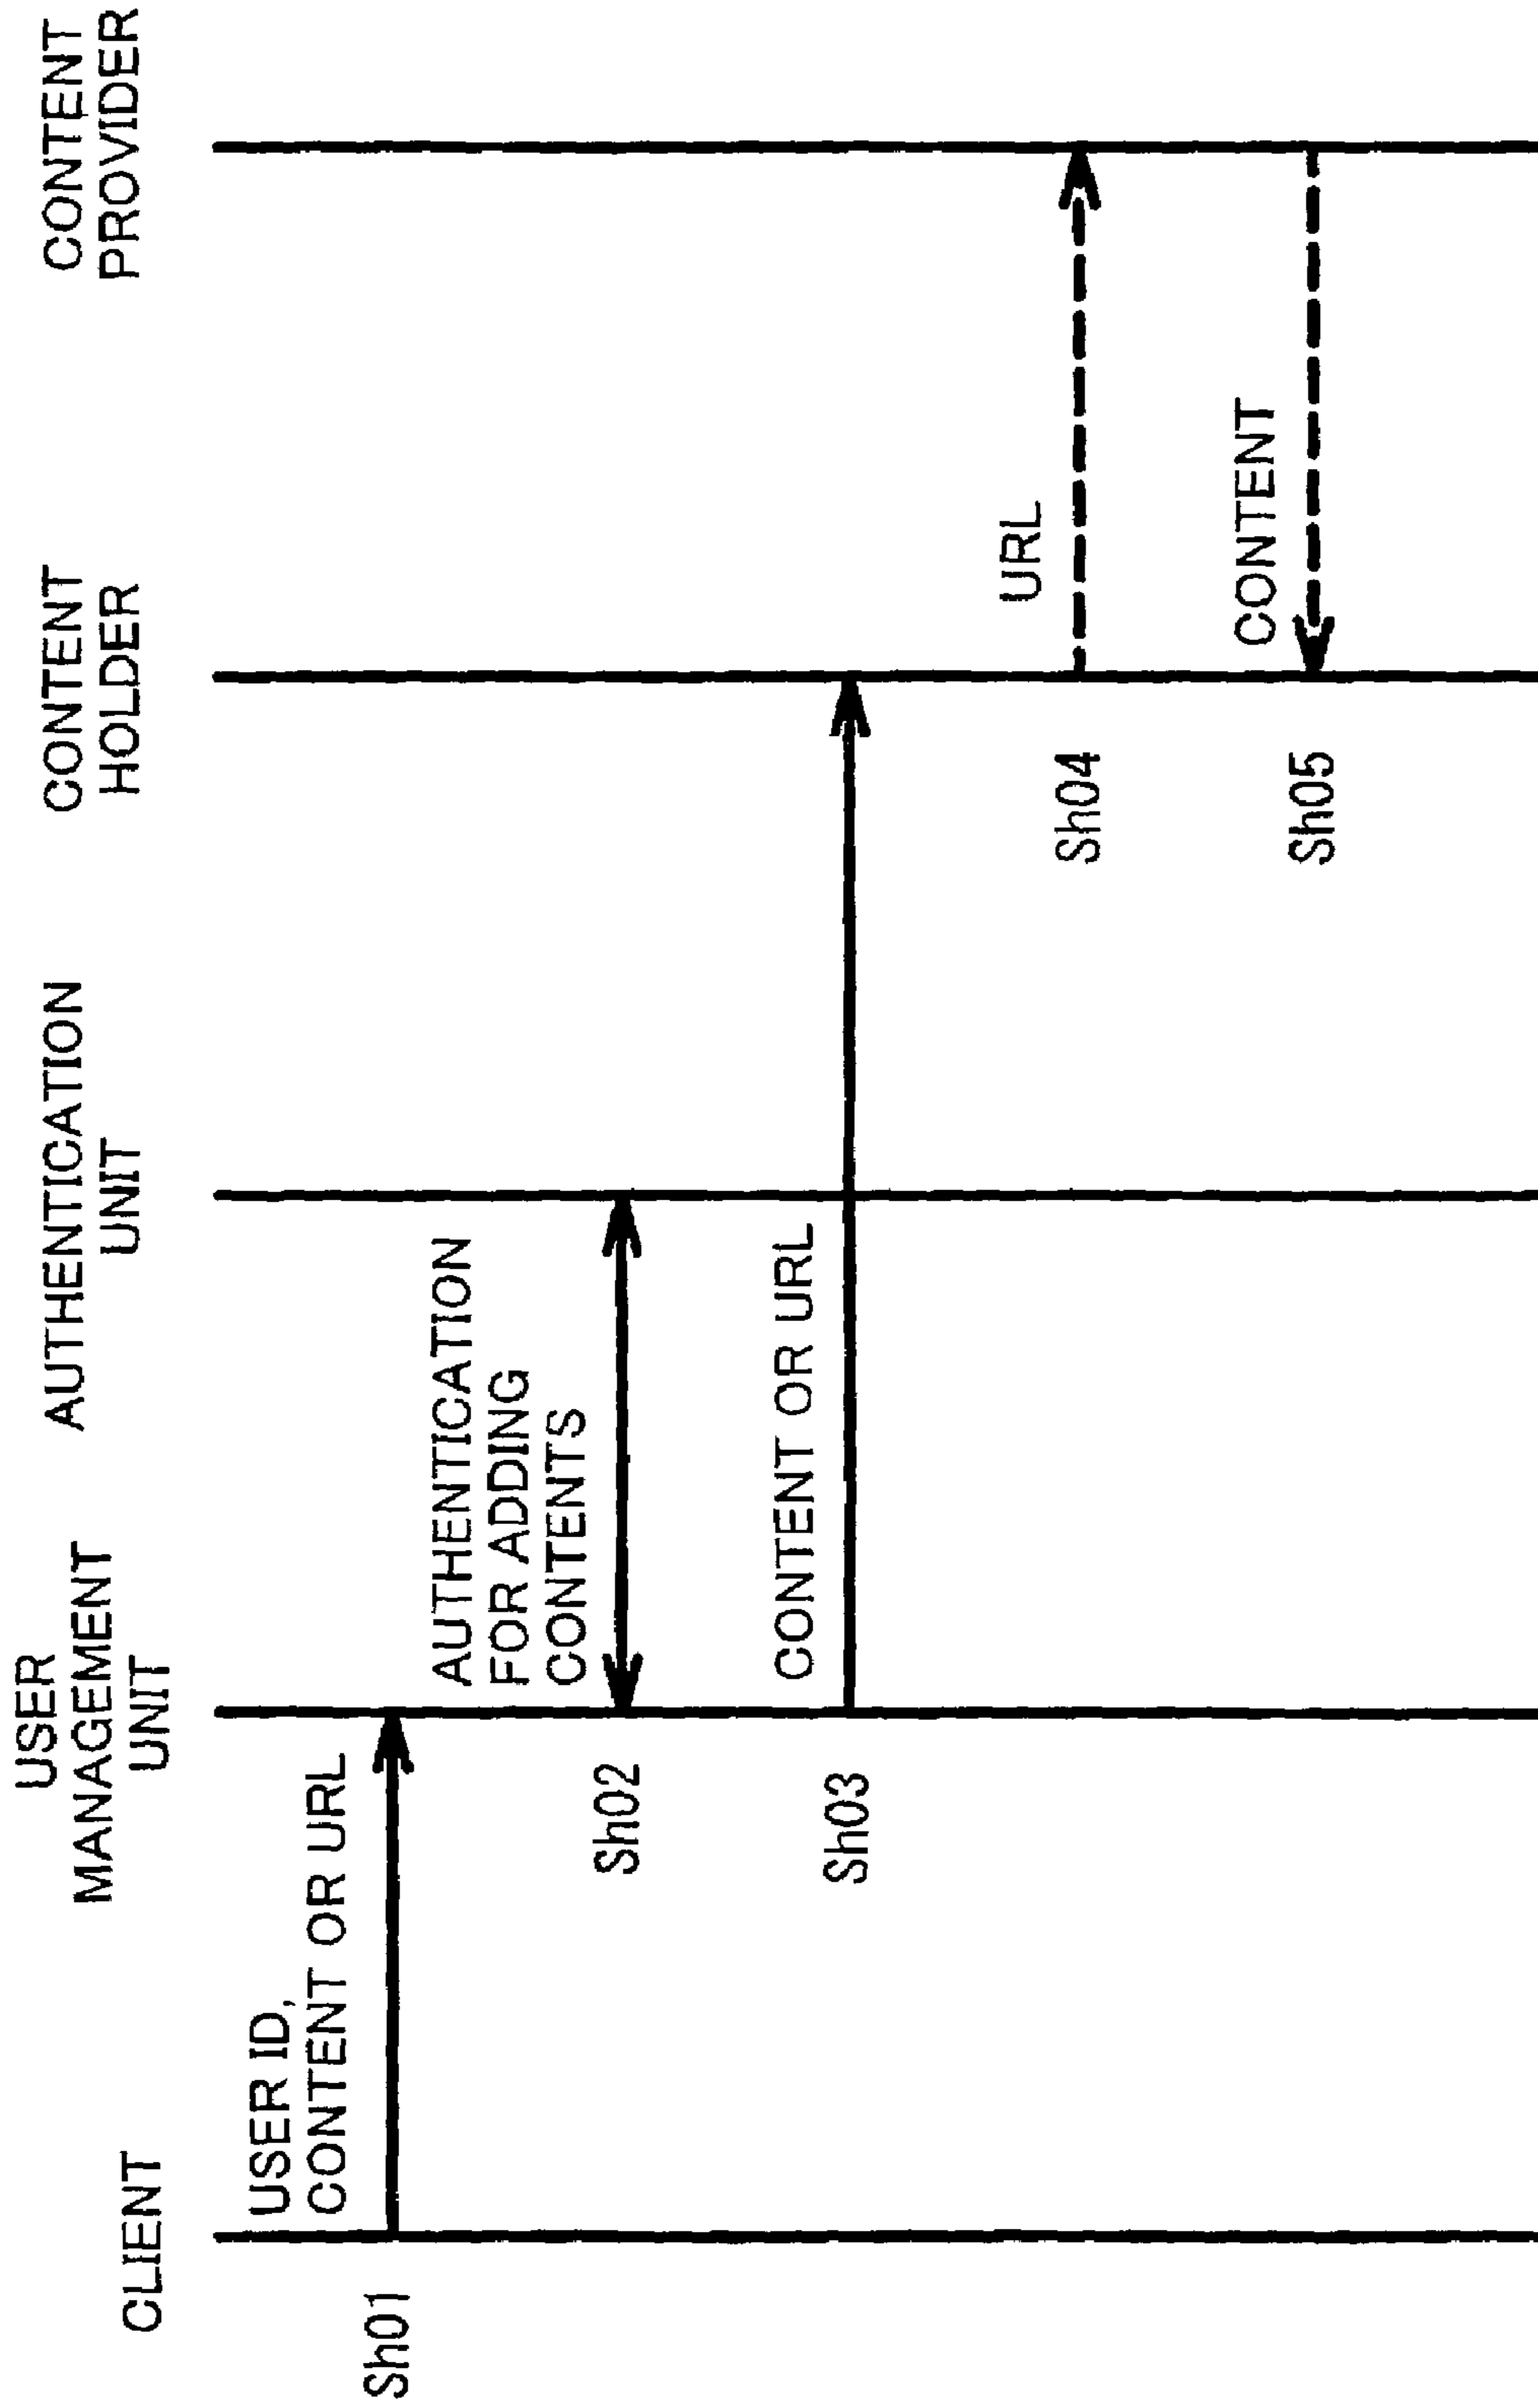 CLIENT
USER
MANAGEMENT
UNIT
AUTHENTICATION
UNIT
CONTENT
HOLDER
CONTENT
PROVIDER
Sh01
USER ID,
CONTENT OR URL
Sh02
AUTHENTICATION
FOR ADDING
CONTENTS
Sh03
CONTENT OR URL
Sh04
URL
Sh05
CONTENT